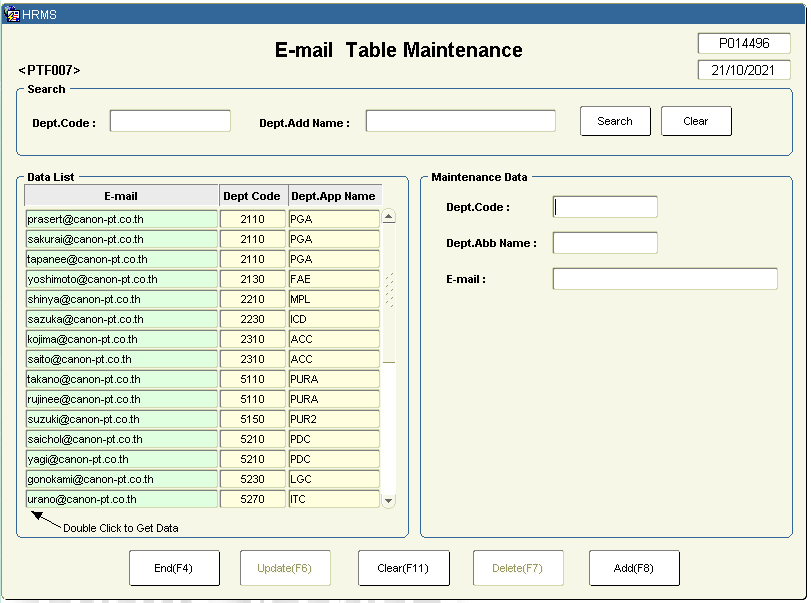 HRMS
E-mail Table Maintenance
P014496
<PTF007>
21/10/2021
Search
Dept.Code :
Dept.Add Name :
Search
Clear
Data List
E-mail Dept Code Dept.App Name
prasert@canon-pt.co.th 2110 PGA
sakurai@canon-pt.co.th 2110 PGA
tapanee@canon-pt.co.th 2110 PGA
yoshimoto@canon-pt.co.th 2130 FAE
shinya@canon-pt.co.th 2210 MPL
sazuka@canon-pt.co.th 2230 ICD
kojima@canon-pt.co.th 2310 ACC
saito@canon-pt.co.th 2310 ACC
takano@canon-pt.co.th 5110 PURA
rujinee@canon-pt.co.th 5110 PURA
suzuki@canon-pt.co.th 5150 PUR2
saichol@canon-pt.co.th 5210 PDC
yagi@canon-pt.co.th 5210 PDC
gonokami@canon-pt.co.th 5230 LGC
urano@canon-pt.co.th 5270 ITC
Double Click to Get Data
Maintenance Data
Dept.Code :
Dept.Abb Name :
E-mail :
End(F4)
Update(F6)
Clear(F11)
Delete(F7)
Add(F8)